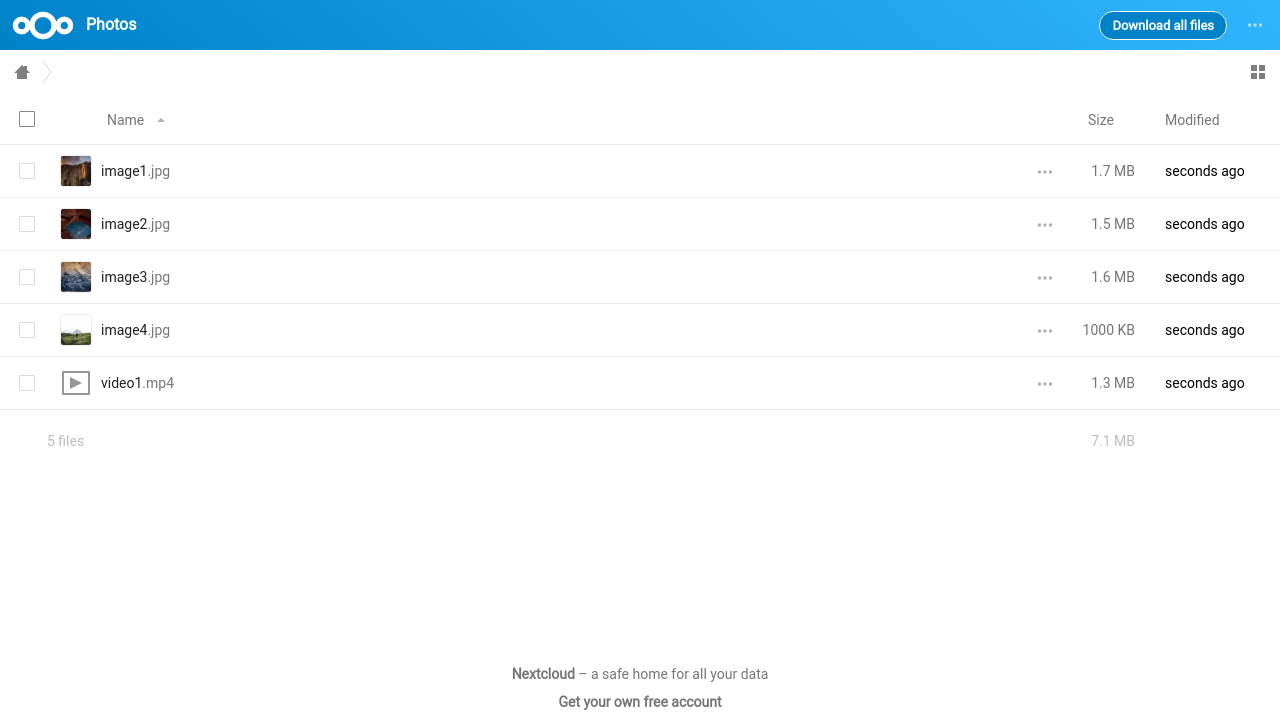 Photos
Download all files
Name Size Modified
image1.jpg 1.7 MB seconds ago
image2.jpg 1.5 MB seconds ago
image3.jpg 1.6 MB seconds ago
image4.jpg 1000 KB seconds ago
video1.mp4 1.3 MB seconds ago
5 files 7.1 MB
Nextcloud – a safe home for all your data
Get your own free account